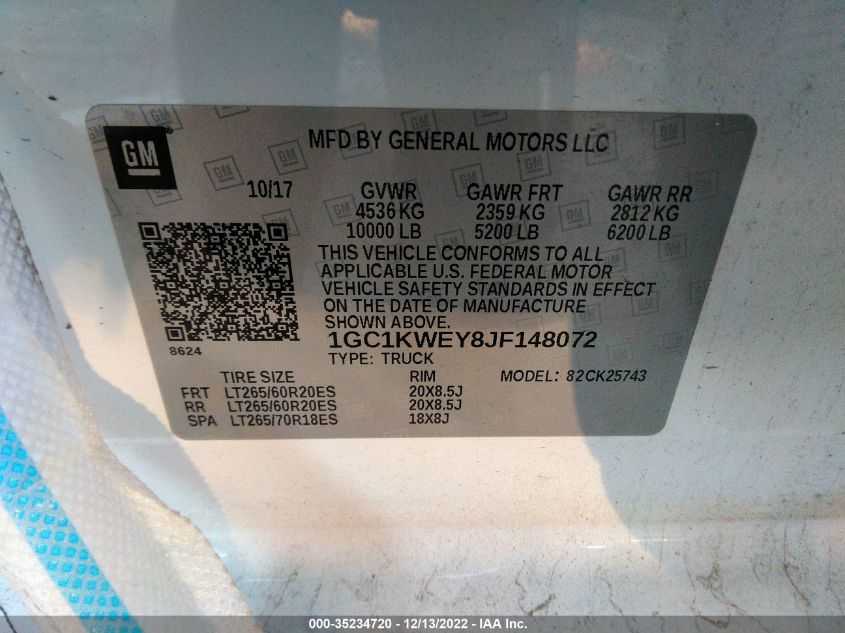 GM
MFD BY GENERAL MOTORS LLC
10/17 GVWR GAWR FRT GAWR RR
4536 KG 2359 KG 2812 KG
10000 LB 5200 LB 6200 LB
THIS VEHICLE CONFORMS TO ALL
APPLICABLE U.S. FEDERAL MOTOR
VEHICLE SAFETY STANDARDS IN EFFECT
ON THE DATE OF MANUFACTURE
SHOWN ABOVE.
8624
1GC1KWEY8JF148072
TYPE: TRUCK
TIRE SIZE RIM MODEL: 82CK25743
FRT LT265/60R20ES 20X8.5J
RR LT265/60R20ES 20X8.5J
SPA LT265/70R18ES 18X8J
000-35234720 - 12/13/2022 - IAA Inc.